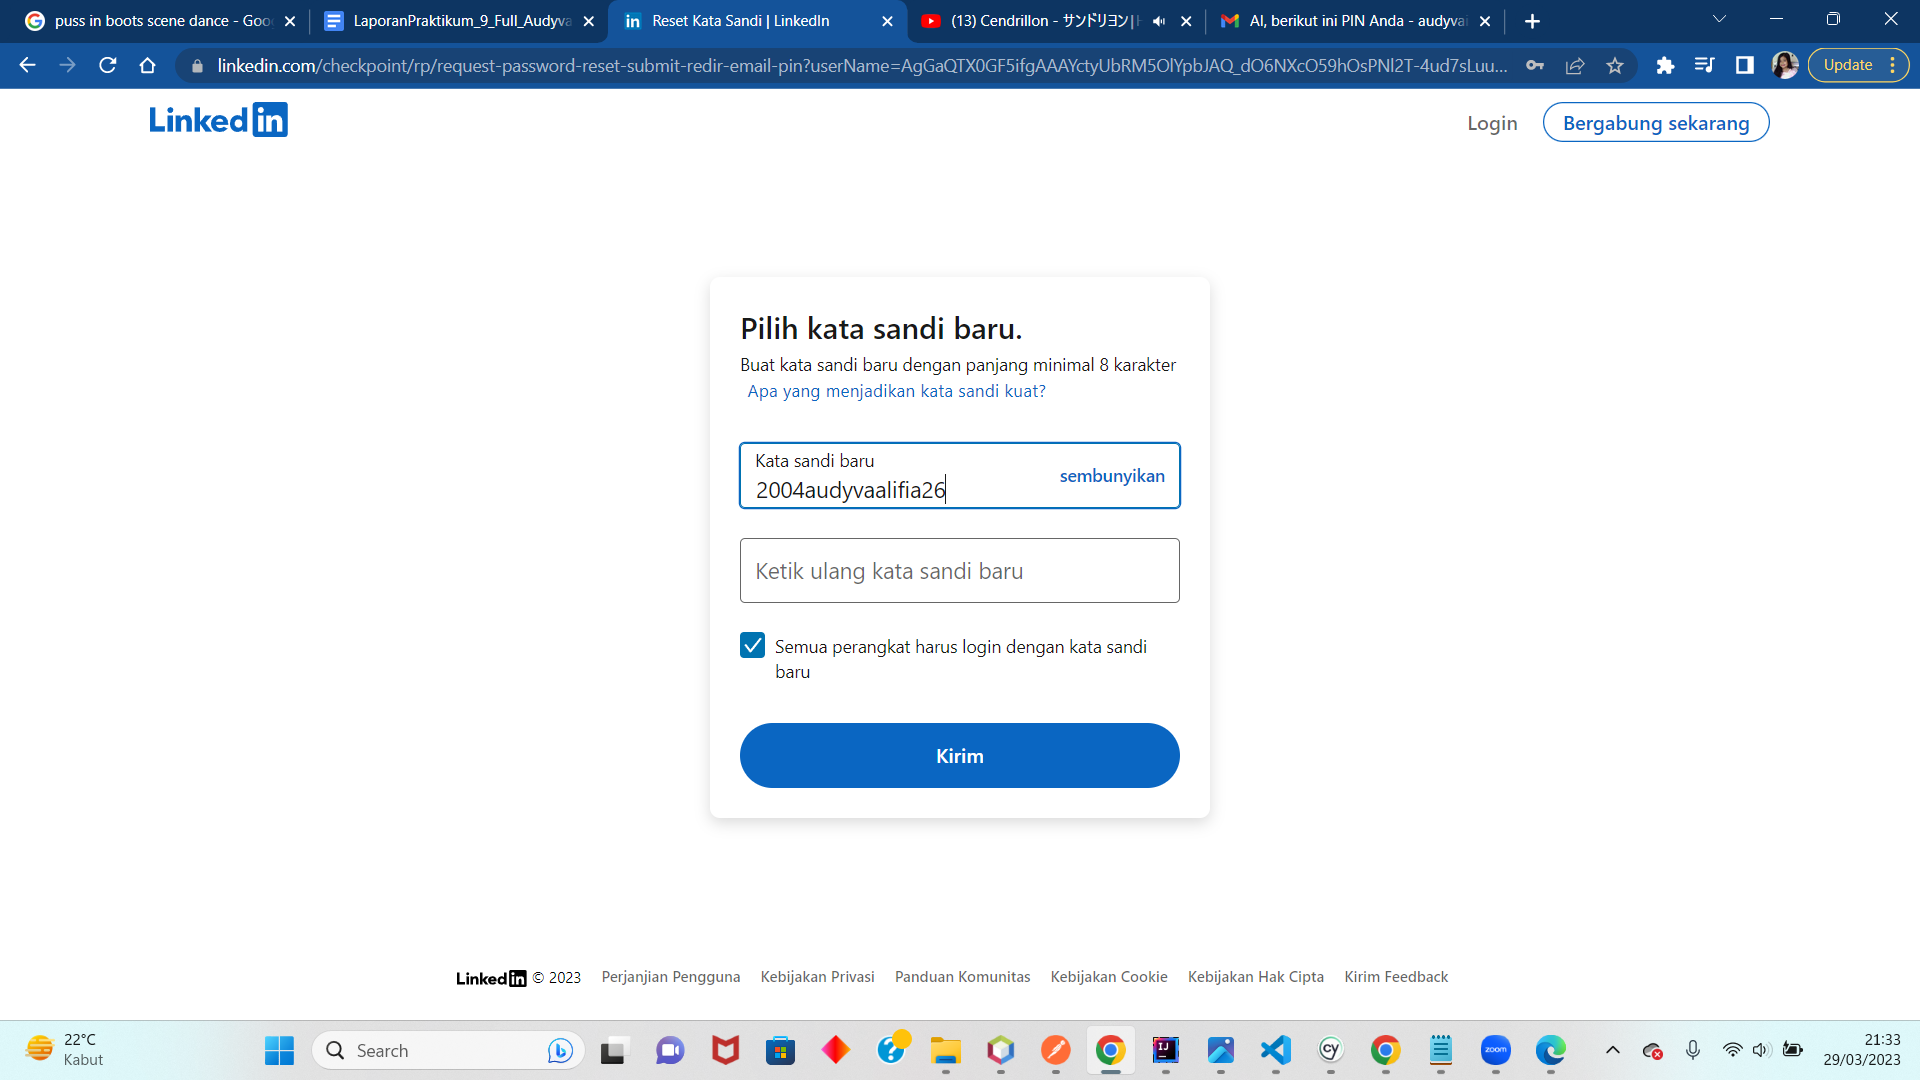 puss in boots scene dance - Goo
LaporanPraktikum_9_Full_Audyva
Reset Kata Sandi | LinkedIn
(13) Cendrillon - サンドリヨン|
AI, berikut ini PIN Anda - audyvai
linkedin.com/checkpoint/rp/request-password-reset-submit-redir-email-pin?userName=AgGaQTX0GF5ifgAAAYctyUbRM5OlYpbJAQ_dO6NXcO59hOsPNl2T-4ud7sLuu...
Update
Linked in
Login
Bergabung sekarang
Pilih kata sandi baru.
Buat kata sandi baru dengan panjang minimal 8 karakter
Apa yang menjadikan kata sandi kuat?
Kata sandi baru
2004audyvaalifia26
sembunyikan
Ketik ulang kata sandi baru
Semua perangkat harus login dengan kata sandi
baru
Kirim
Linked in © 2023 Perjanjian Pengguna Kebijakan Privasi Panduan Komunitas Kebijakan Cookie Kebijakan Hak Cipta Kirim Feedback
22°C
Kabut
Search
IJ
cy
zoom
21:33
29/03/2023